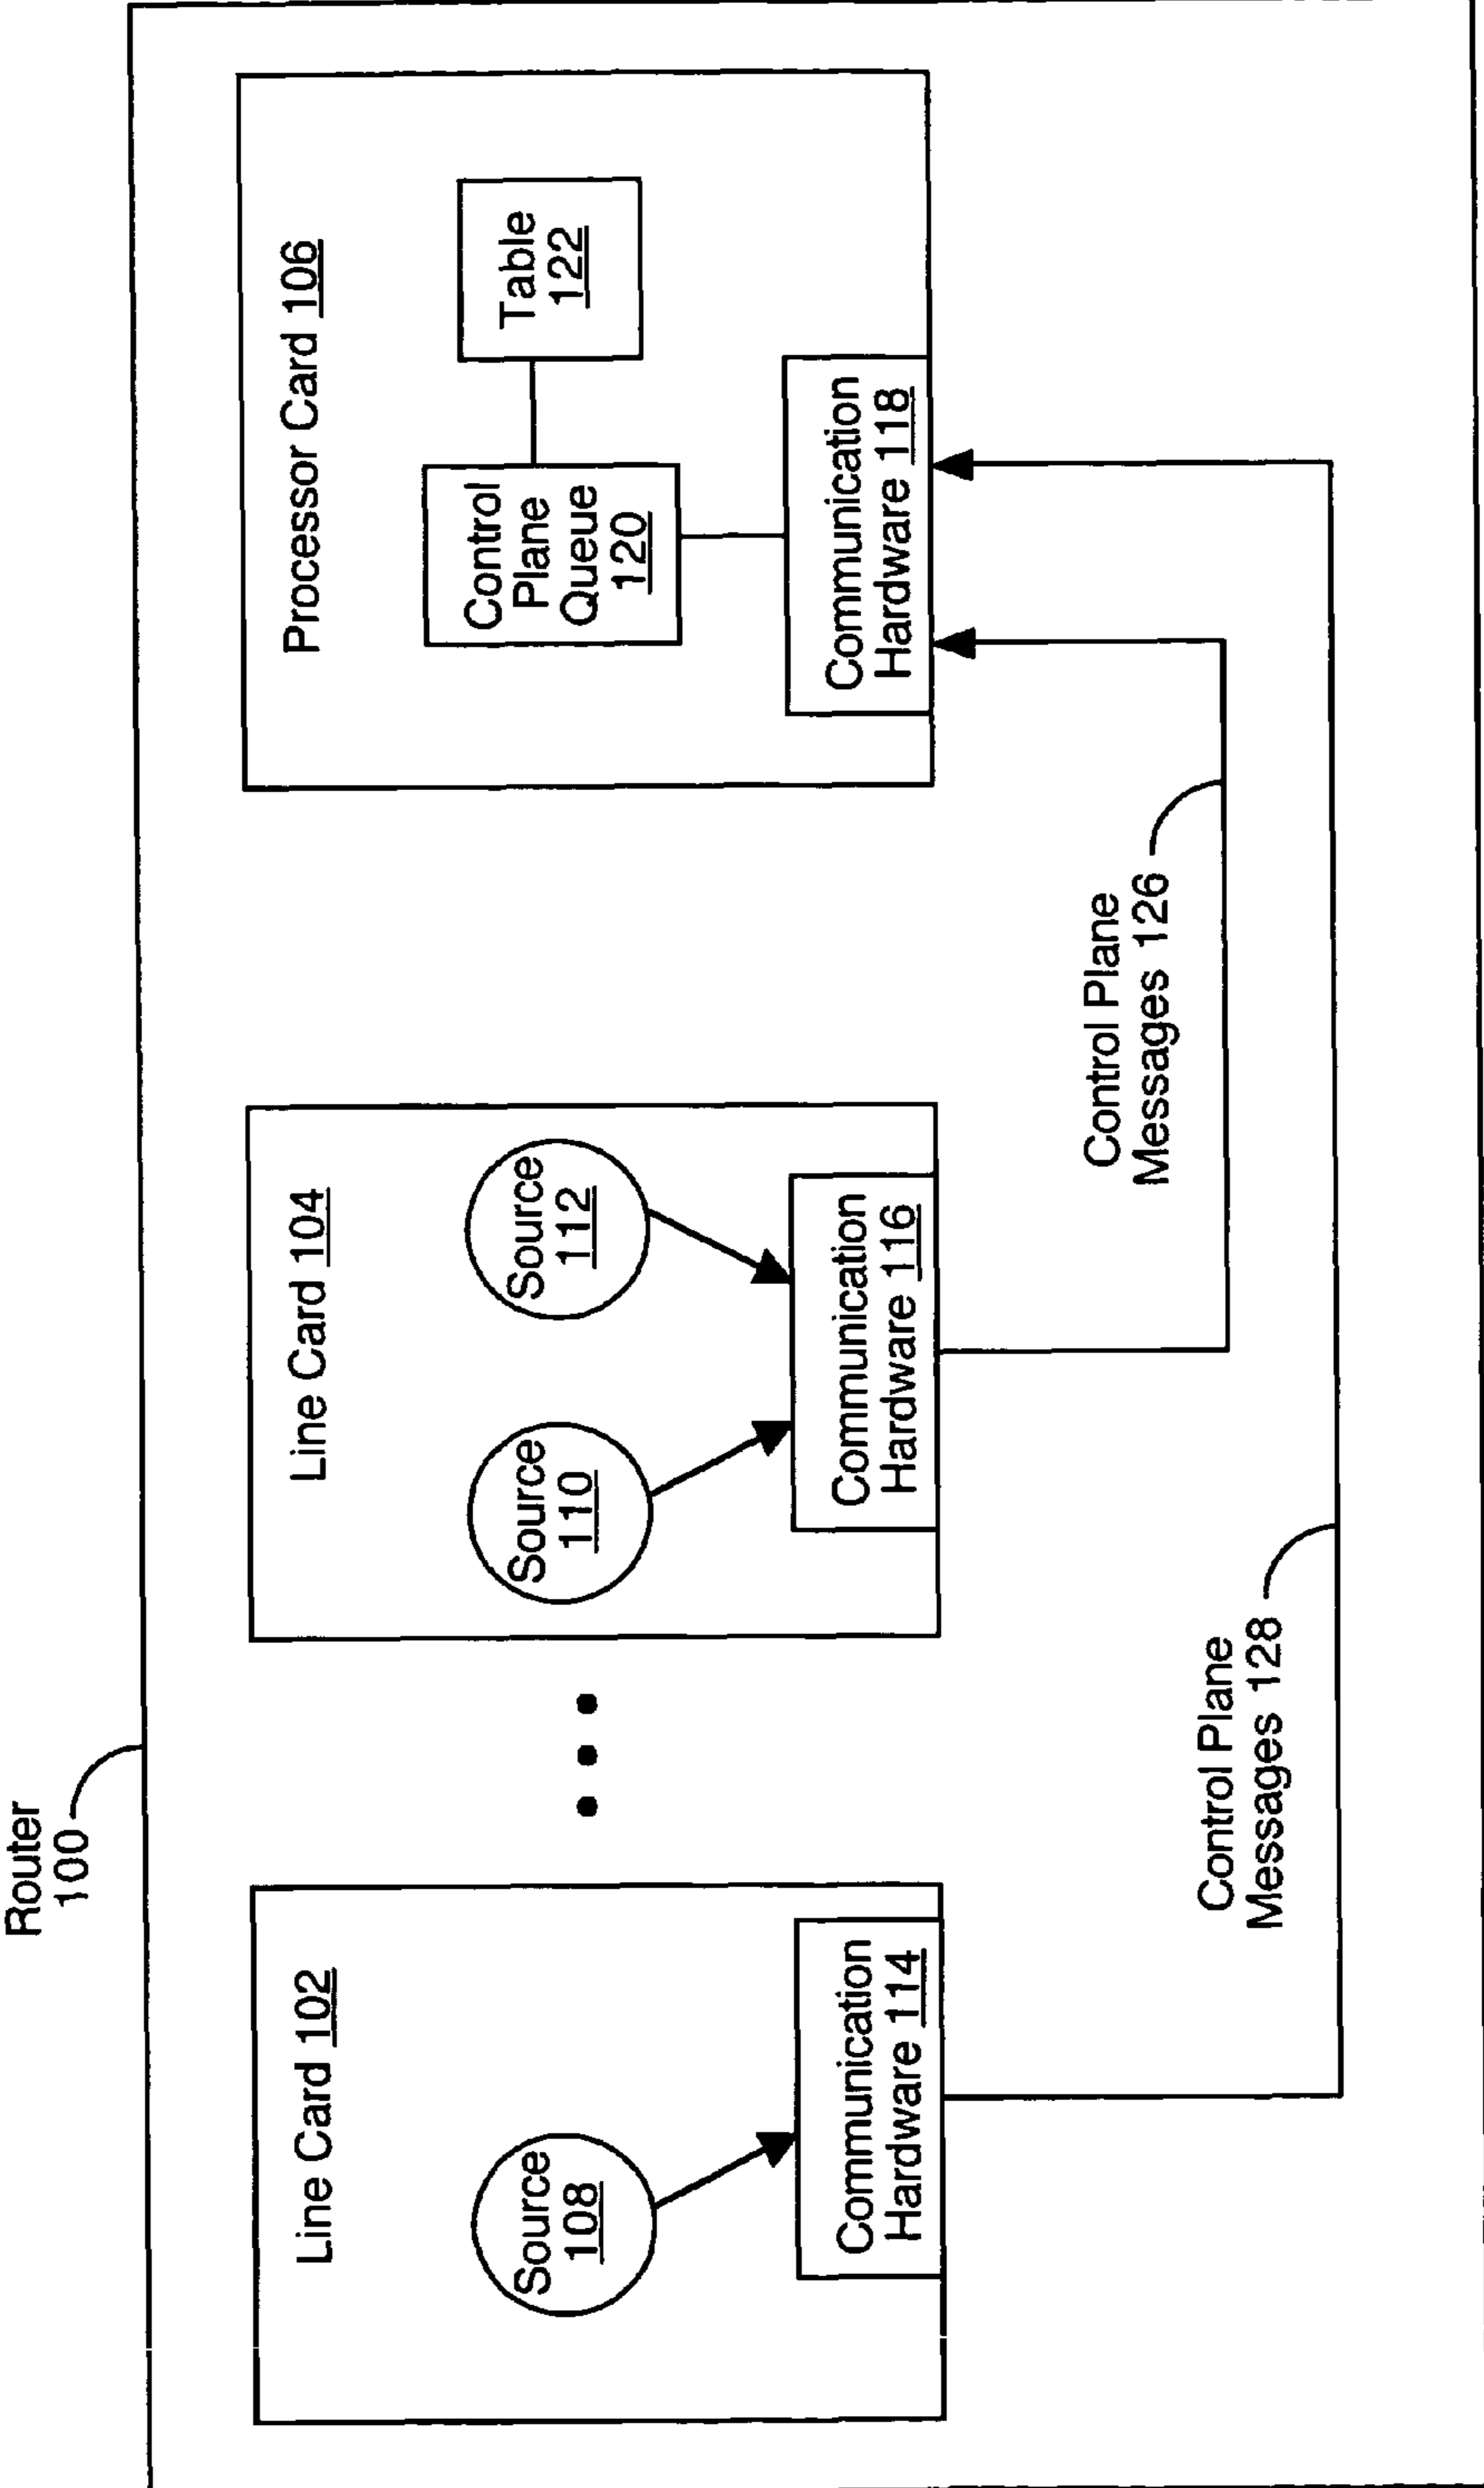 Router
100
Line Card 102
Source
108
Communication
Hardware 114
Line Card 104
Source
110
Source
112
Communication
Hardware 116
Processor Card 106
Control
Plane
Queue
120
Table
122
Communication
Hardware 118
Control Plane
Messages 126
Control Plane
Messages 128